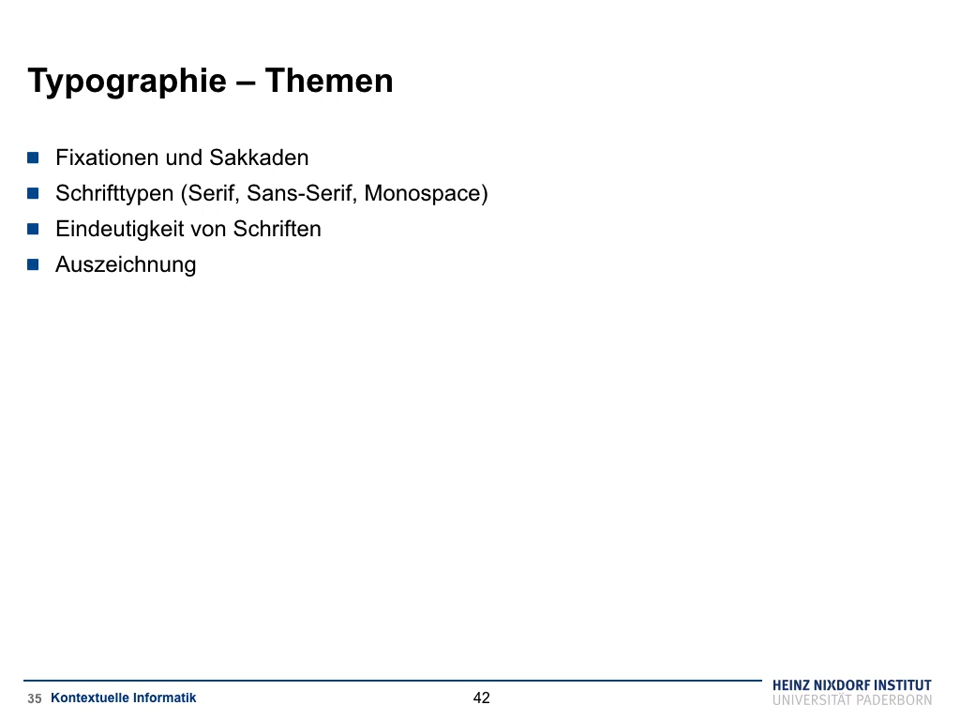 Typographie – Themen
Fixationen und Sakkaden
Schrifttypen (Serif, Sans-Serif, Monospace)
Eindeutigkeit von Schriften
Auszeichnung
35 Kontextuelle Informatik
42
HEINZ NIXDORF INSTITUT
UNIVERSITÄT PADERBORN